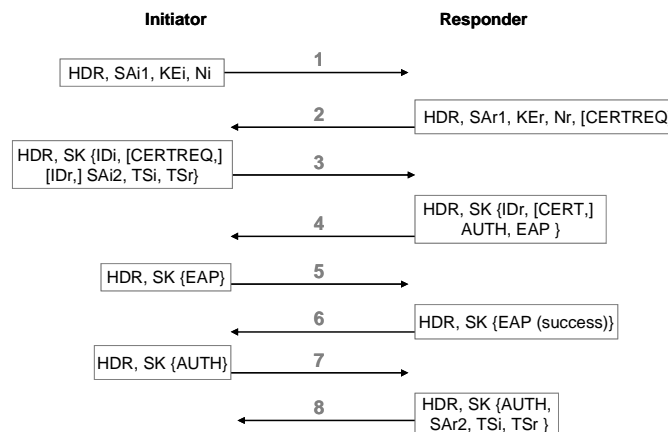 Initiator
Responder
1
HDR, SAi1, KEi, Ni
2
HDR, SAr1, KEr, Nr, [CERTREQ
HDR, SK {IDi, [CERTREQ,]
[IDr,] SAi2, TSi, TSr}
3
HDR, SK {IDr, [CERT,]
AUTH, EAP }
4
5
HDR, SK {EAP}
6
HDR, SK {EAP (success)}
HDR, SK {AUTH}
7
8
HDR, SK {AUTH,
SAr2, TSi, TSr }